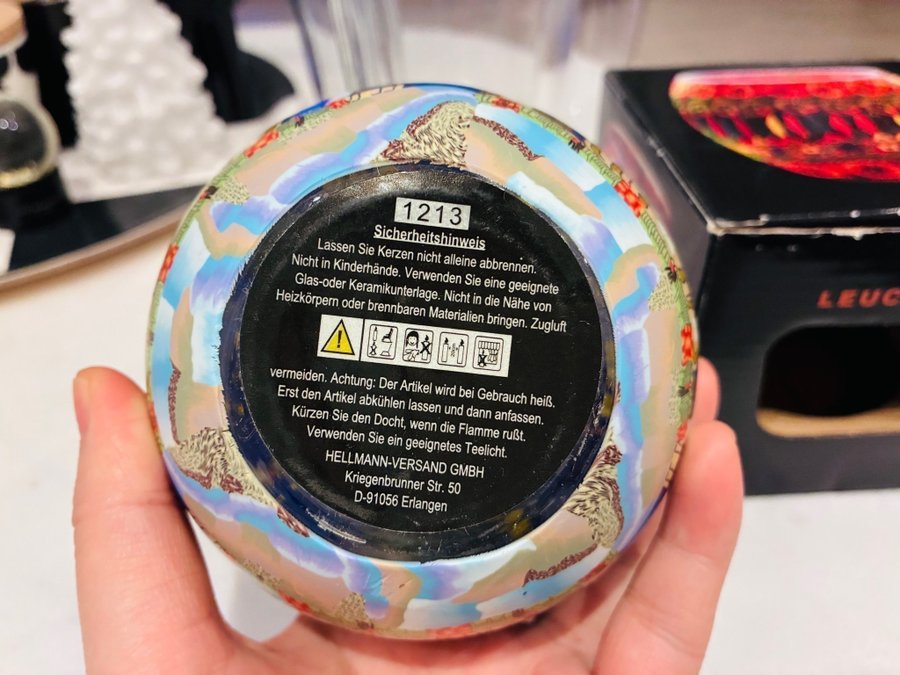 1213
Sicherheitshinweis
Lassen Sie Kerzen nicht alleine abbrennen.
Nicht in Kinderhände. Verwenden Sie eine geeignete
Glas-oder Keramikunterlage. Nicht in die Nähe von
Heizkörpern oder brennbaren Materialien bringen. Zugluft
vermeiden. Achtung: Der Artikel wird bei Gebrauch heiß.
Erst den Artikel abkühlen lassen und dann anfassen.
Kürzen Sie den Docht, wenn die Flamme rußt.
Verwenden Sie ein geeignetes Teelicht.
HELLMANN-VERSAND GMBH
Kriegenbrunner Str. 50
D-91056 Erlangen
LEUC